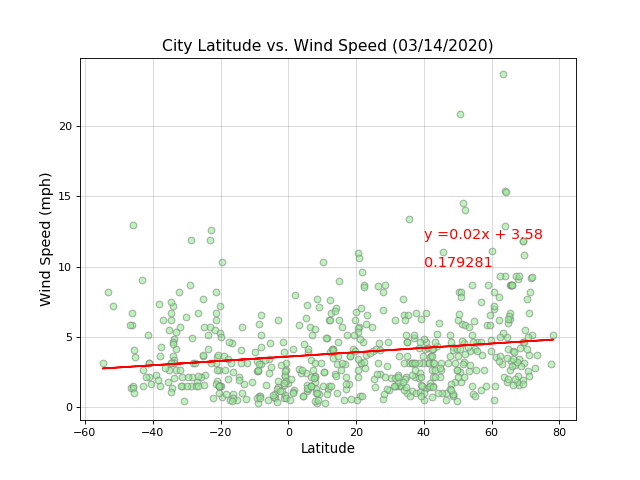 City Latitude vs. Wind Speed (03/14/2020)
Wind Speed (mph)
20
15
10
5
0
y =0.02x + 3.58
0.179281
−60 −40 −20 0 20 40 60 80
Latitude